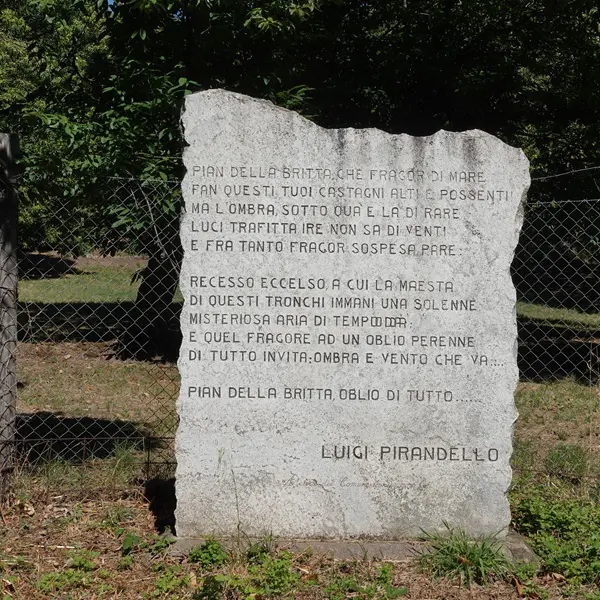 PIAN DELLA BRITTA, CHE FRAGOR DI MARE
FAN QUESTI TUOI CASTAGNI ALTI E POSSENTI
MA L'OMBRA, SOTTO QUA E LA DI RARE
LUCI TRAFITTA IRE NON SA DI VENTI
E FRA TANTO FRAGOR SOSPESA PARE:
RECESSO ECCELSO, A CUI LA MAESTA
DI QUESTI TRONCHI IMMANI UNA SOLENNE
MISTERIOSA ARIA DI
E QUEL FRAGORE AD UN OBLIO PERENNE
DI TUTTO INVITA: OMBRA E VENTO CHE VA....
PIAN DELLA BRITTA, OBLIO DI TUTTO......
LUIGI PIRANDELLO